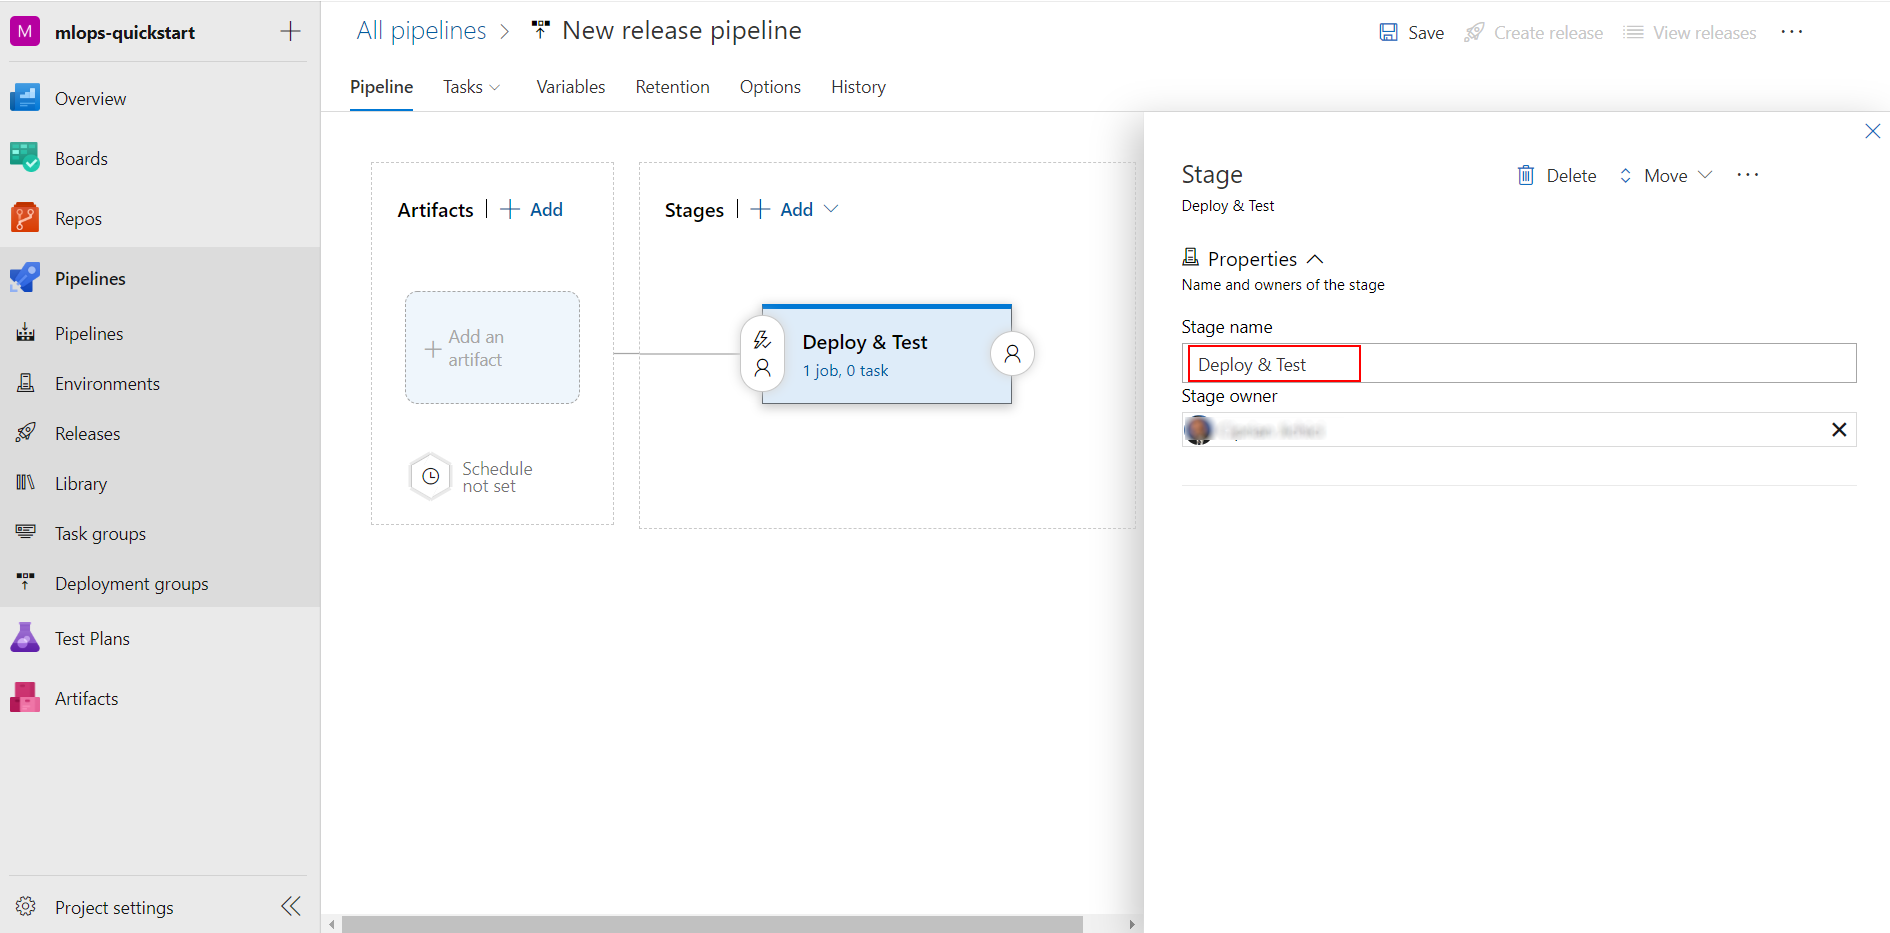 M
mlops-quickstart
Overview
Boards
Repos
Pipelines
Pipelines
Environments
Releases
Library
Task groups
Deployment groups
Test Plans
Artifacts
Project settings
All pipelines > New release pipeline
Save
Create release
View releases
Pipeline
Tasks
Variables
Retention
Options
History
Artifacts | + Add
Add an
artifact
Schedule
not set
Stages | + Add
Deploy & Test
1 job, 0 task
Stage
Delete
Move
Deploy & Test
Properties
Name and owners of the stage
Stage name
Deploy & Test
Stage owner